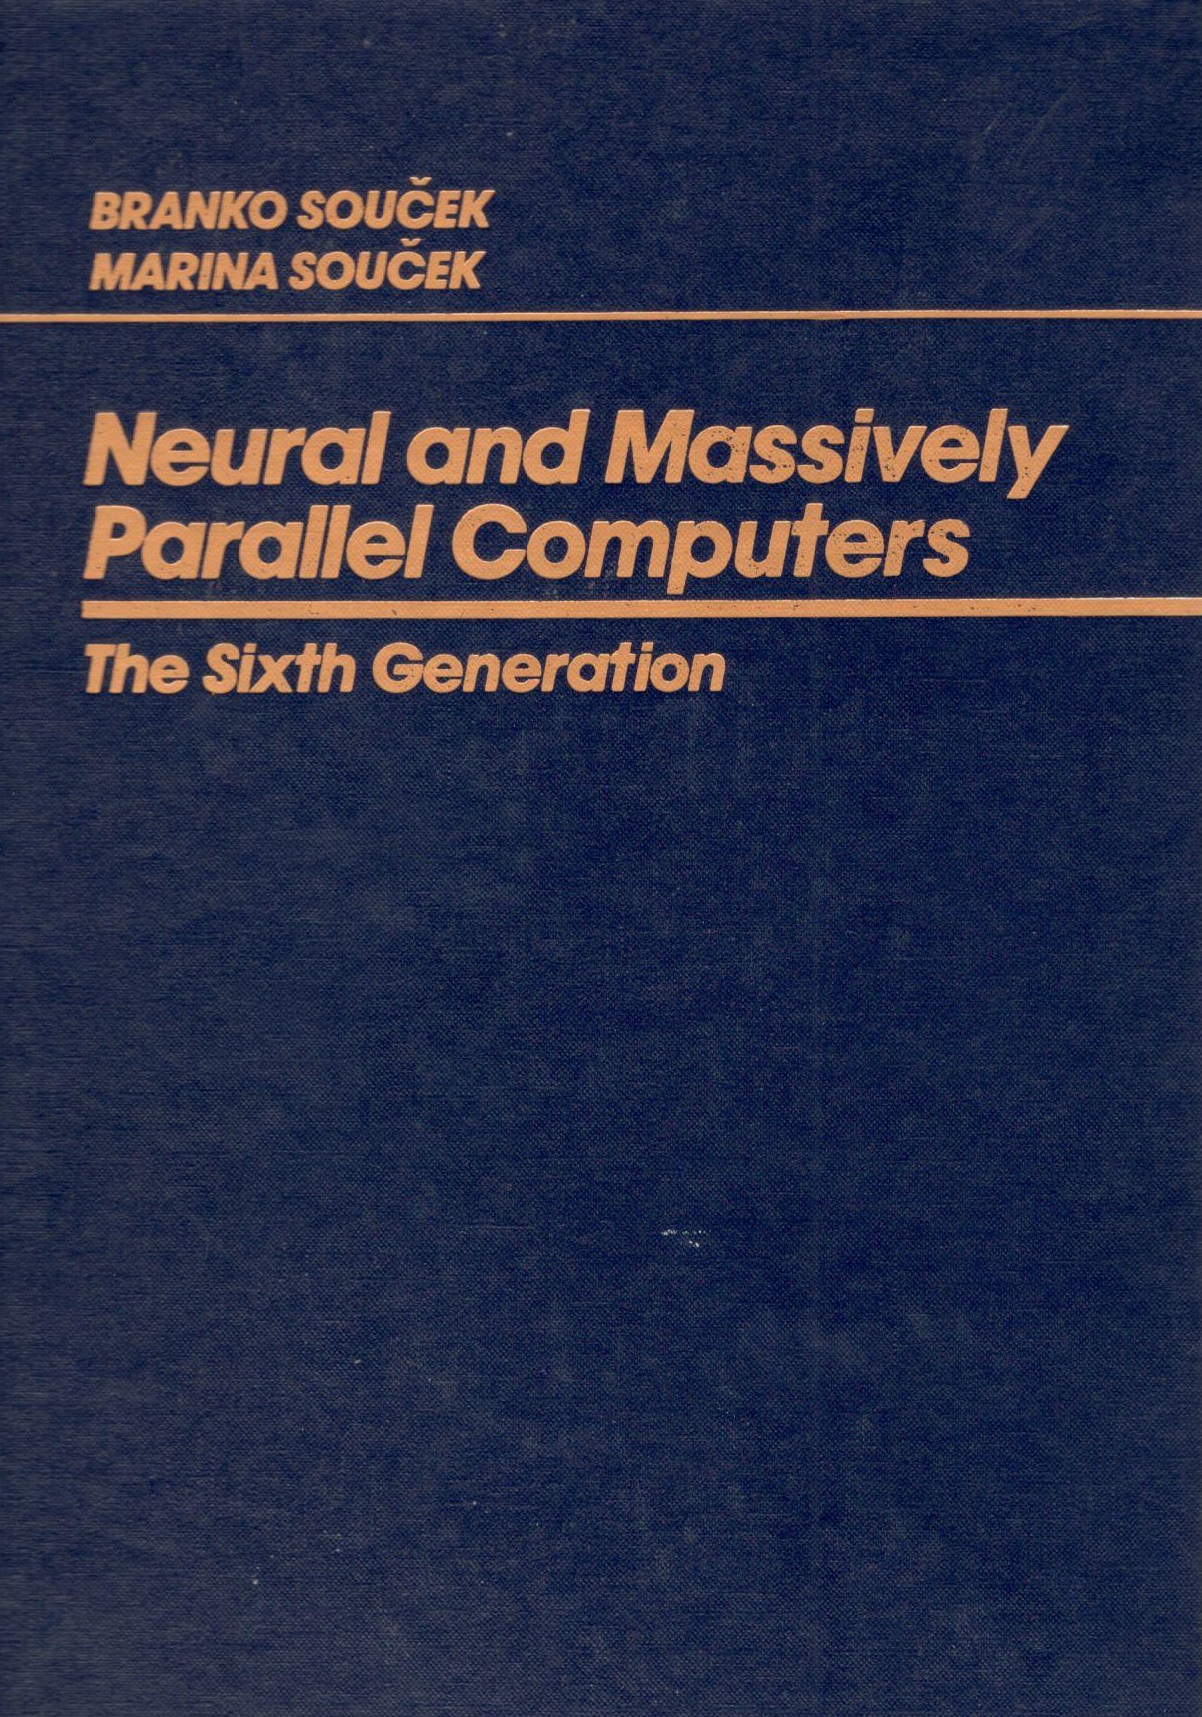 BRANKO SOUČEK
MARINA SOUČEK
Neural and Massively
Parallel Computers
The Sixth Generation